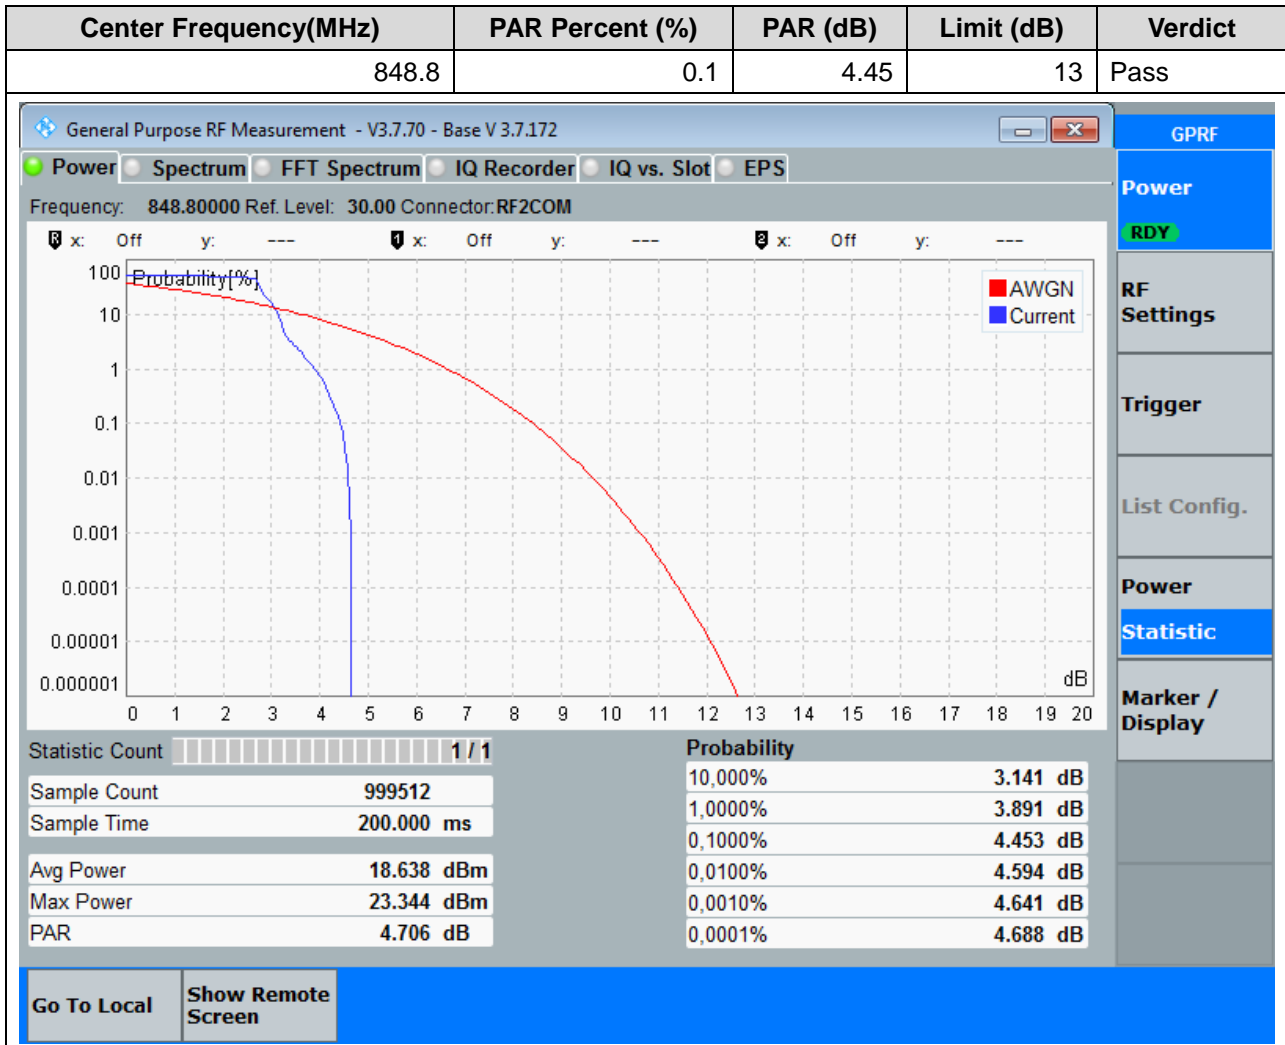 Center Frequency(MHz) PAR Percent (%) PAR (dB) Limit (dB) Verdict
848.8 0.1 4.45 13 Pass
General Purpose RF Measurement - V3.7.70 - Base V 3.7.172
GPRF
Power Spectrum FFT Spectrum IQ Recorder IQ vs. Slot EPS
Frequency: 848.80000 Ref. Level: 30.00 Connector: RF2COM
R x: Off y: --- 1 x: Off y: --- 2 x: Off y: ---
Probability[%]
AWGN
Current
100
10
1
0.1
0.01
0.001
0.0001
0.00001
0.000001
dB
0 1 2 3 4 5 6 7 8 9 10 11 12 13 14 15 16 17 18 19 20
Power
RDY
RF
Settings
Trigger
List Config.
Power
Statistic
Marker /
Display
Statistic Count 1 / 1
Sample Count 999512
Sample Time 200.000 ms
Avg Power 18.638 dBm
Max Power 23.344 dBm
PAR 4.706 dB
Probability
10,000% 3.141 dB
1,0000% 3.891 dB
0,1000% 4.453 dB
0,0100% 4.594 dB
0,0010% 4.641 dB
0,0001% 4.688 dB
Go To Local
Show Remote
Screen